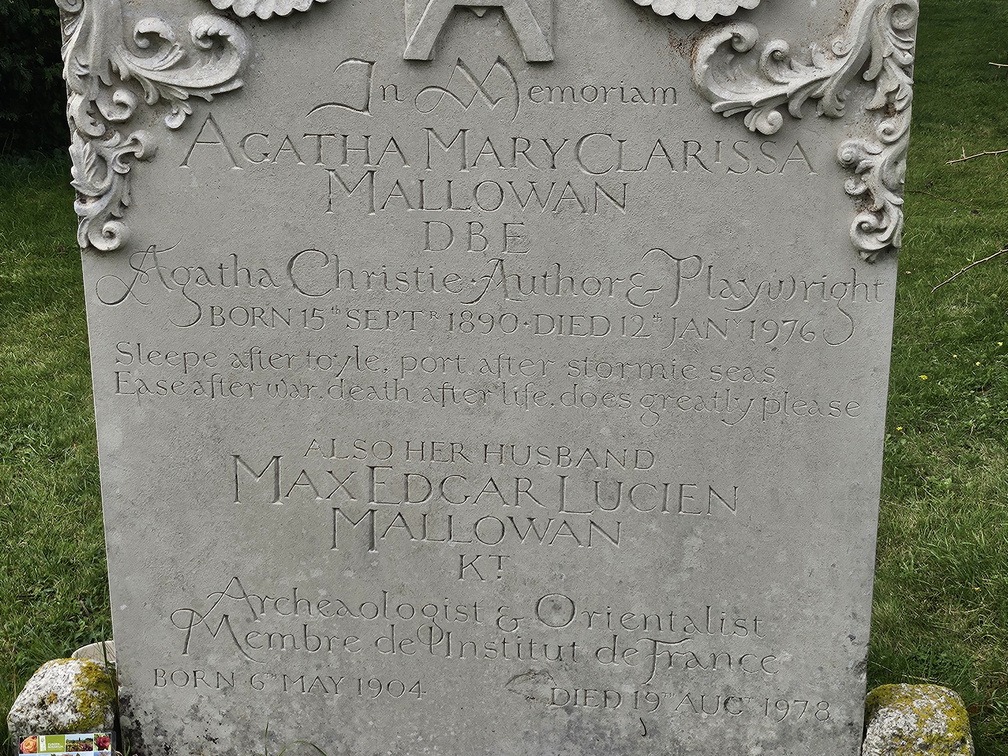 In Memoriam
AGATHA MARY CLARISSA
MALLOWAN
DBE
Agatha Christie · Author & Playwright
BORN 15th SEPTR 1890 · DIED 12th JANY 1976
Sleepe after toyle, port after stormie seas
Ease after war, death after life, does greatly please
ALSO HER HUSBAND
MAX EDGAR LUCIEN
MALLOWAN
KT
Archeaologist & Orientalist
Membre de l'Institut de France
BORN 6TH MAY 1904 DIED 19TH AUGT 1978